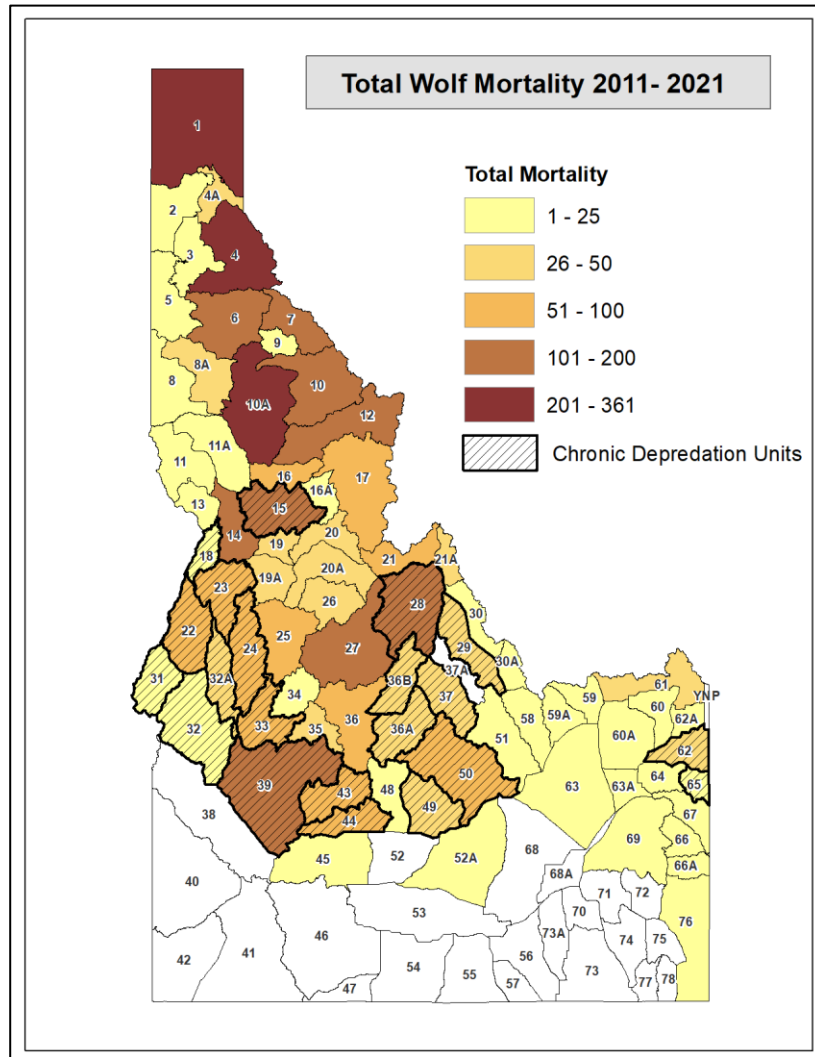 Total Wolf Mortality 2011- 2021
Total Mortality
1 - 25
26 - 50
51 - 100
101 - 200
201 - 361
Chronic Depredation Units
1
4A
2
3
4
5
6
7
9
8A
8
10
10A
12
11A
11
16
17
16A
13
15
14
20
18
19
21
21A
20A
19A
23
28
30
26
22
25
29
24
27
30A
37A
31
32A
36B
34
37
59
61
YNP
60
62A
32
33
35
36
36A
58
59A
51
60A
62
39
50
43
48
49
63
63A
64
65
44
38
67
45
52
52A
68
69
66
68A
66A
40
71
72
53
70
76
46
73A
74
75
42
41
54
55
56
57
73
77
78
47